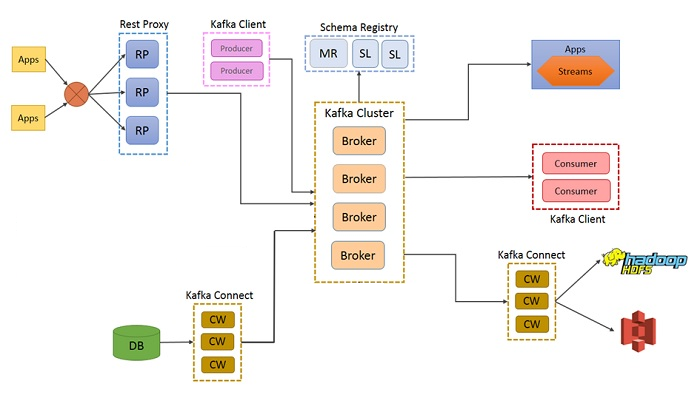 Rest Proxy
Kafka Client
Schema Registry
Apps
RP
Producer
Producer
MR
SL
SL
Apps
Streams
RP
Apps
RP
Kafka Cluster
Broker
Broker
Broker
Broker
Consumer
Consumer
Kafka Client
Kafka Connect
CW
CW
CW
hadoop
HDFS
Kafka Connect
CW
CW
CW
DB